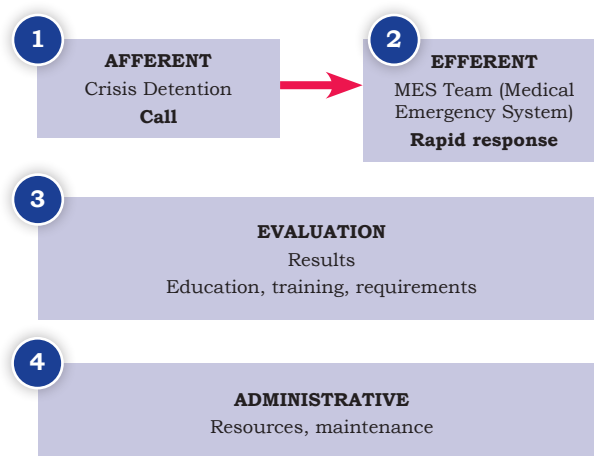 1
AFFERENT
Crisis Detention
Call
2
EFFERENT
MES Team (Medical
Emergency System)
Rapid response
3
EVALUATION
Results
Education, training, requirements
4
ADMINISTRATIVE
Resources, maintenance